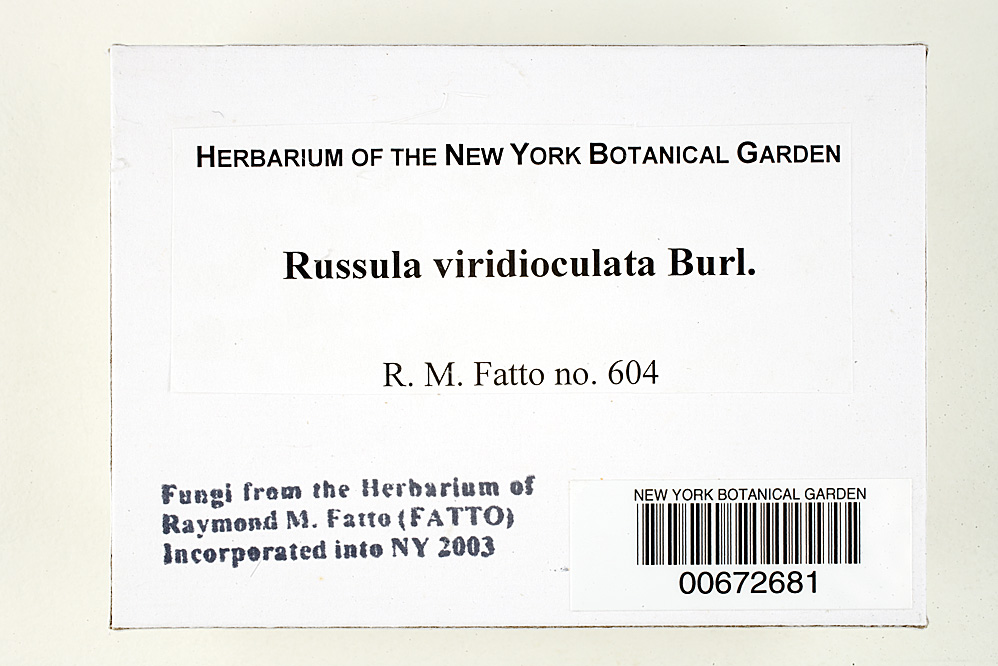 HERBARIUM OF THE NEW YORK BOTANICAL GARDEN
Russula viridioculata Burl.
R. M. Fatto no. 604
Fungi from the Herbarium of
Raymond M. Fatto (FATTO)
Incorporated into NY 2003
NEW YORK BOTANICAL GARDEN
00672681